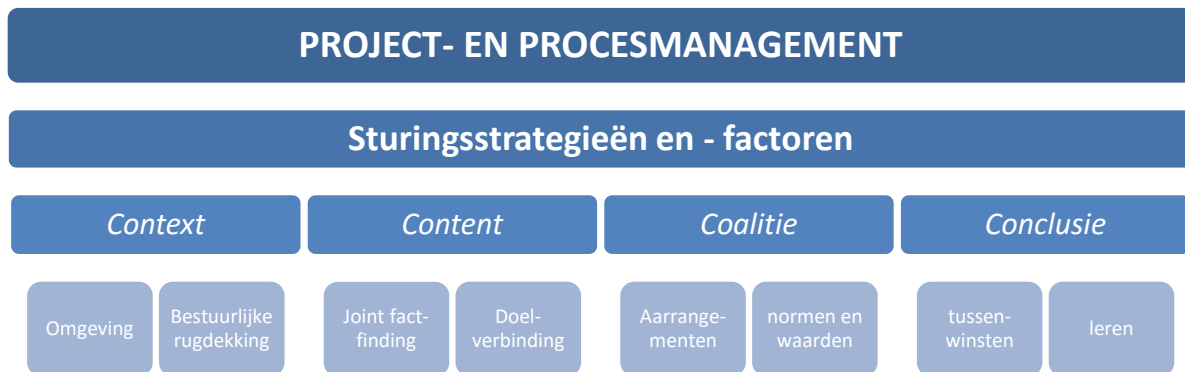 PROJECT- EN PROCESMANAGEMENT
Sturingsstrategieën en - factoren
Context
Content
Coalitie
Conclusie
Omgeving
Bestuurlijke
rugdekking
Joint fact-
finding
Doel-
verbinding
Aarrange-
menten
normen en
waarden
tussen-
winsten
leren